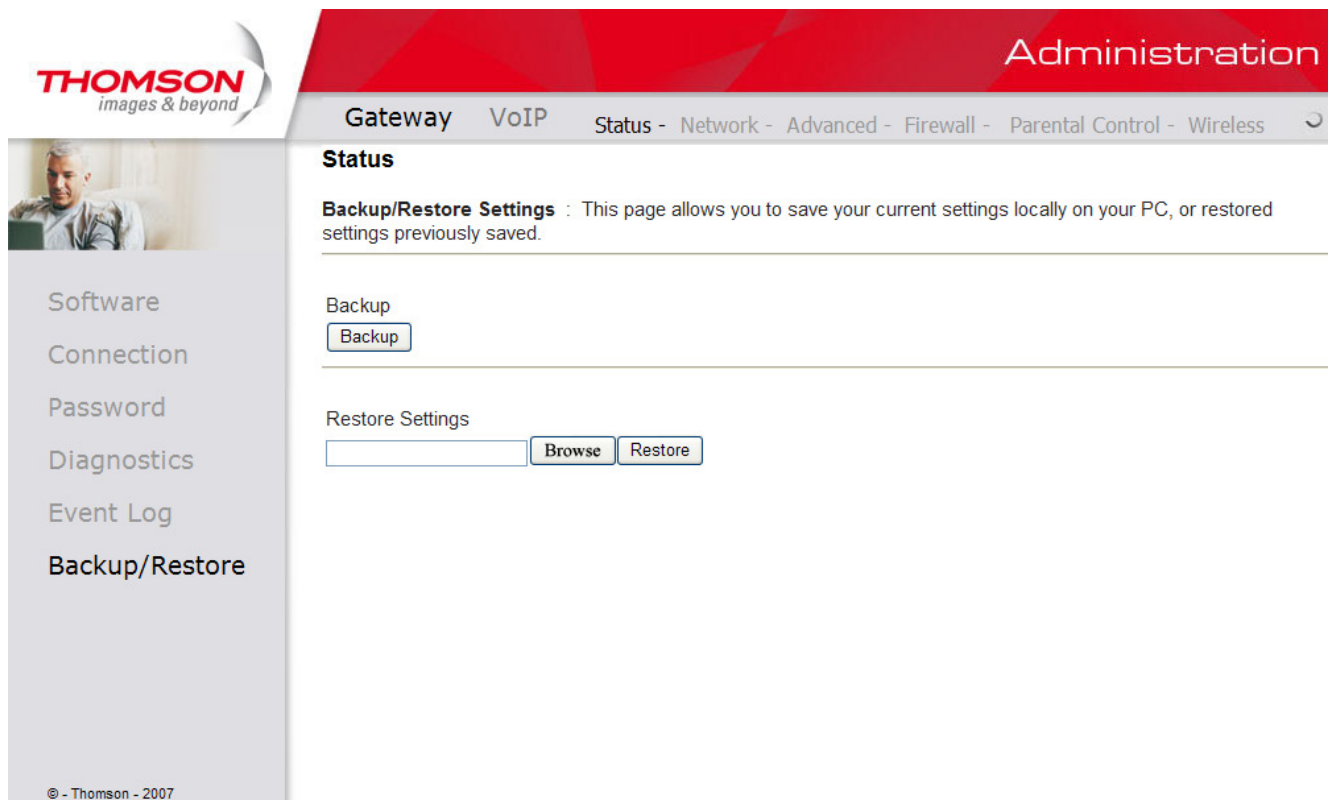 Administration
THOMSON
images & beyond
Gateway VoIP Status - Network - Advanced - Firewall - Parental Control - Wireless
Status
Backup/Restore Settings : This page allows you to save your current settings locally on your PC, or restored
settings previously saved.
Software
Connection
Password
Diagnostics
Event Log
Backup/Restore
Backup
Backup
Restore Settings
Browse Restore
© - Thomson - 2007